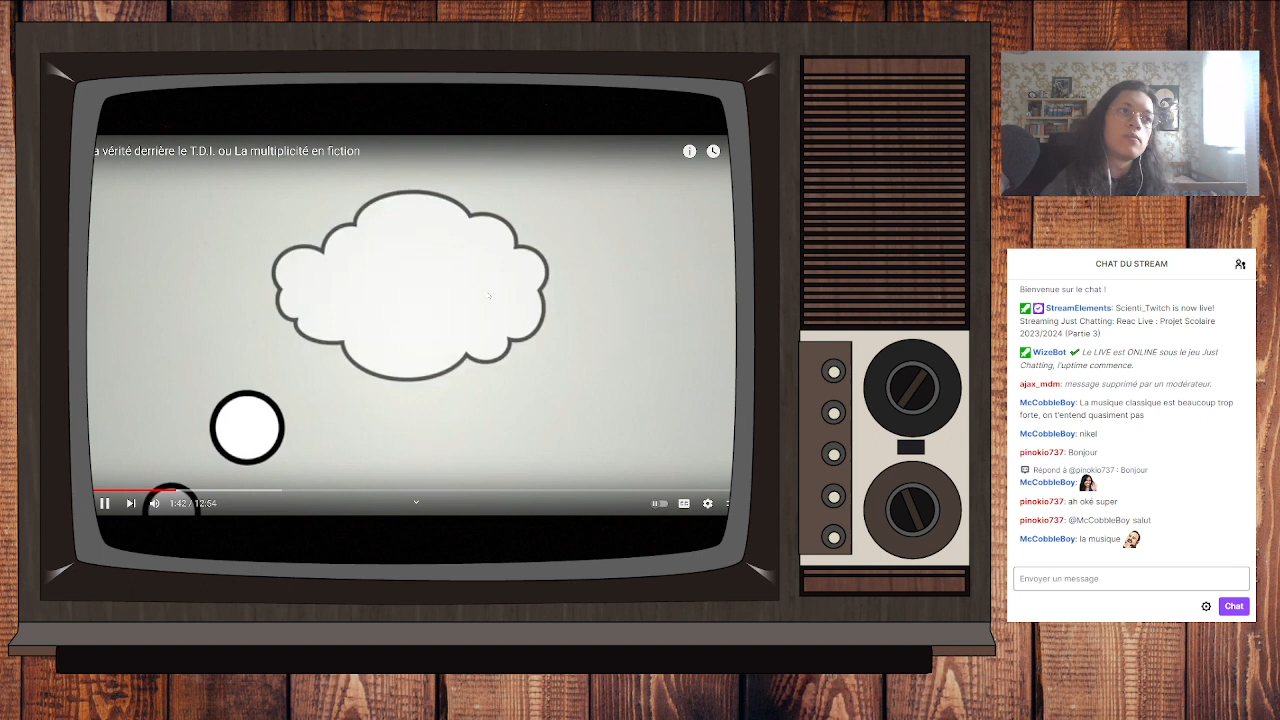 a vérité derrière le T.D.I. ou La multiplicité en fiction
1:42 / 12:54
CHAT DU STREAM
Bienvenue sur le chat !
StreamElements: Scienti_Twitch is now live!
Streaming Just Chatting: Reac Live : Projet Scolaire
2023/2024 (Partie 3)
WizeBot Le LIVE est ONLINE sous le jeu Just
Chatting, l'uptime commence.
ajax_mdm: message supprimé par un modérateur.
McCobbleBoy: La musique classique est beaucoup trop
forte, on t'entend quasiment pas
McCobbleBoy: nikel
pinokio737: Bonjour
Répond à @pinokio737 : Bonjour
McCobbleBoy:
pinokio737: ah oké super
pinokio737: @McCobbleBoy salut
McCobbleBoy: la musique
Envoyer un message
Chat